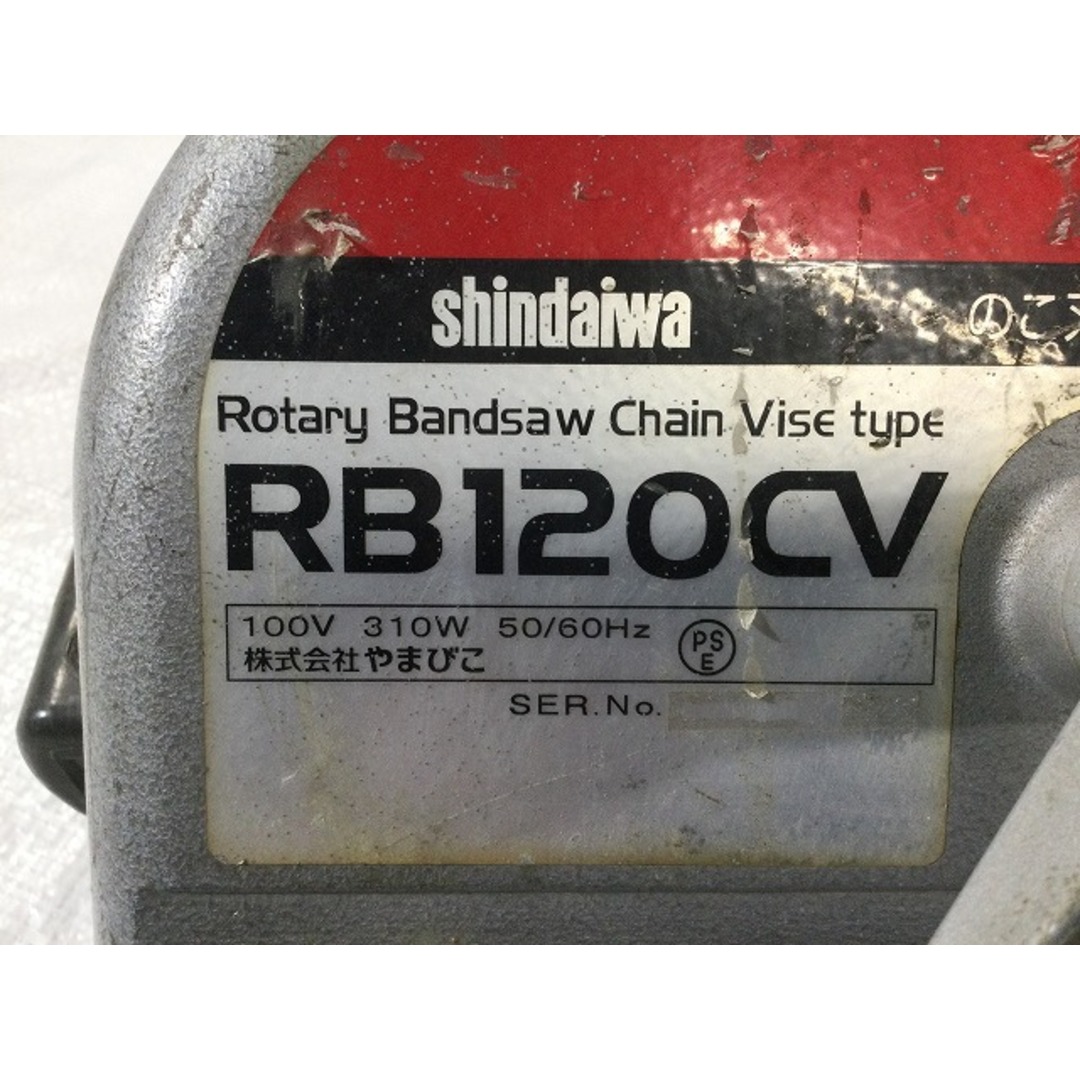 shindaiwa
のこ
Rotary Bandsaw Chain Vise type
RB120CV
100V 310W 50/60Hz
PS
E
株式会社やまびこ
SER.No.